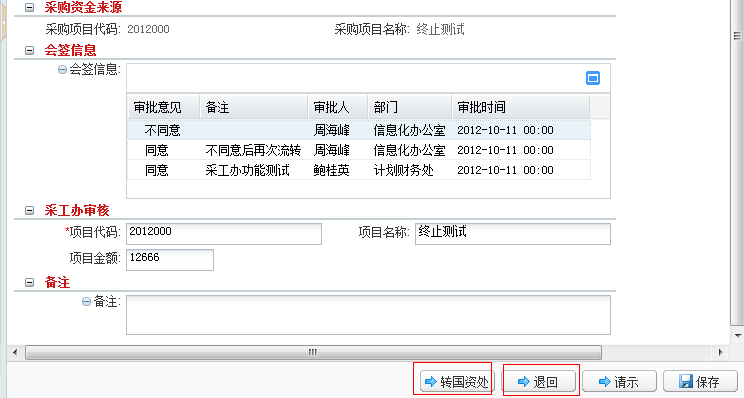 采购资金来源
采购项目代码: 2012000 采购项目名称: 终止测试
会签信息
会签信息:
审批意见 备注 审批人 部门 审批时间
不同意 周海峰 信息化办公室 2012-10-11 00:00
同意 不同意后再次流转 周海峰 信息化办公室 2012-10-11 00:00
同意 采工办功能测试 鲍桂英 计划财务处 2012-10-11 00:00
采工办审核
*项目代码: 2012000 项目名称: 终止测试
项目金额: 12666
备注
备注:
转国资处 退回 请示 保存